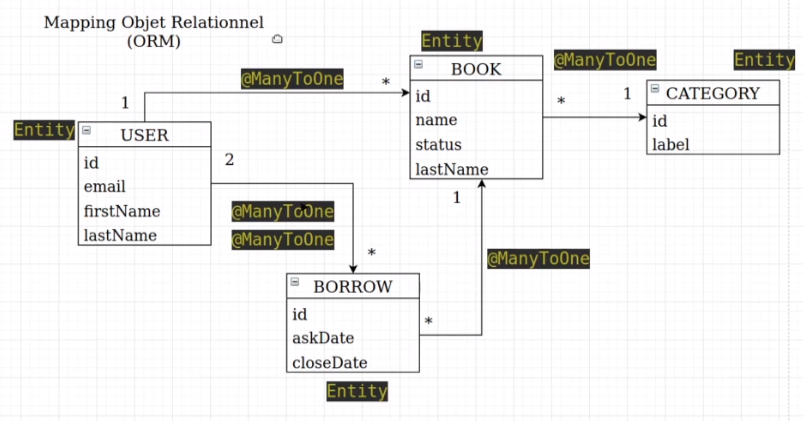 Mapping Objet Relationnel
(ORM)
Entity
BOOK
id
name
status
lastName
@ManyToOne
*
1
@ManyToOne
*
1
Entity
CATEGORY
id
label
Entity
USER
id
email
firstName
lastName
2
@ManyToOne
@ManyToOne
*
1
@ManyToOne
*
BORROW
id
askDate
closeDate
Entity